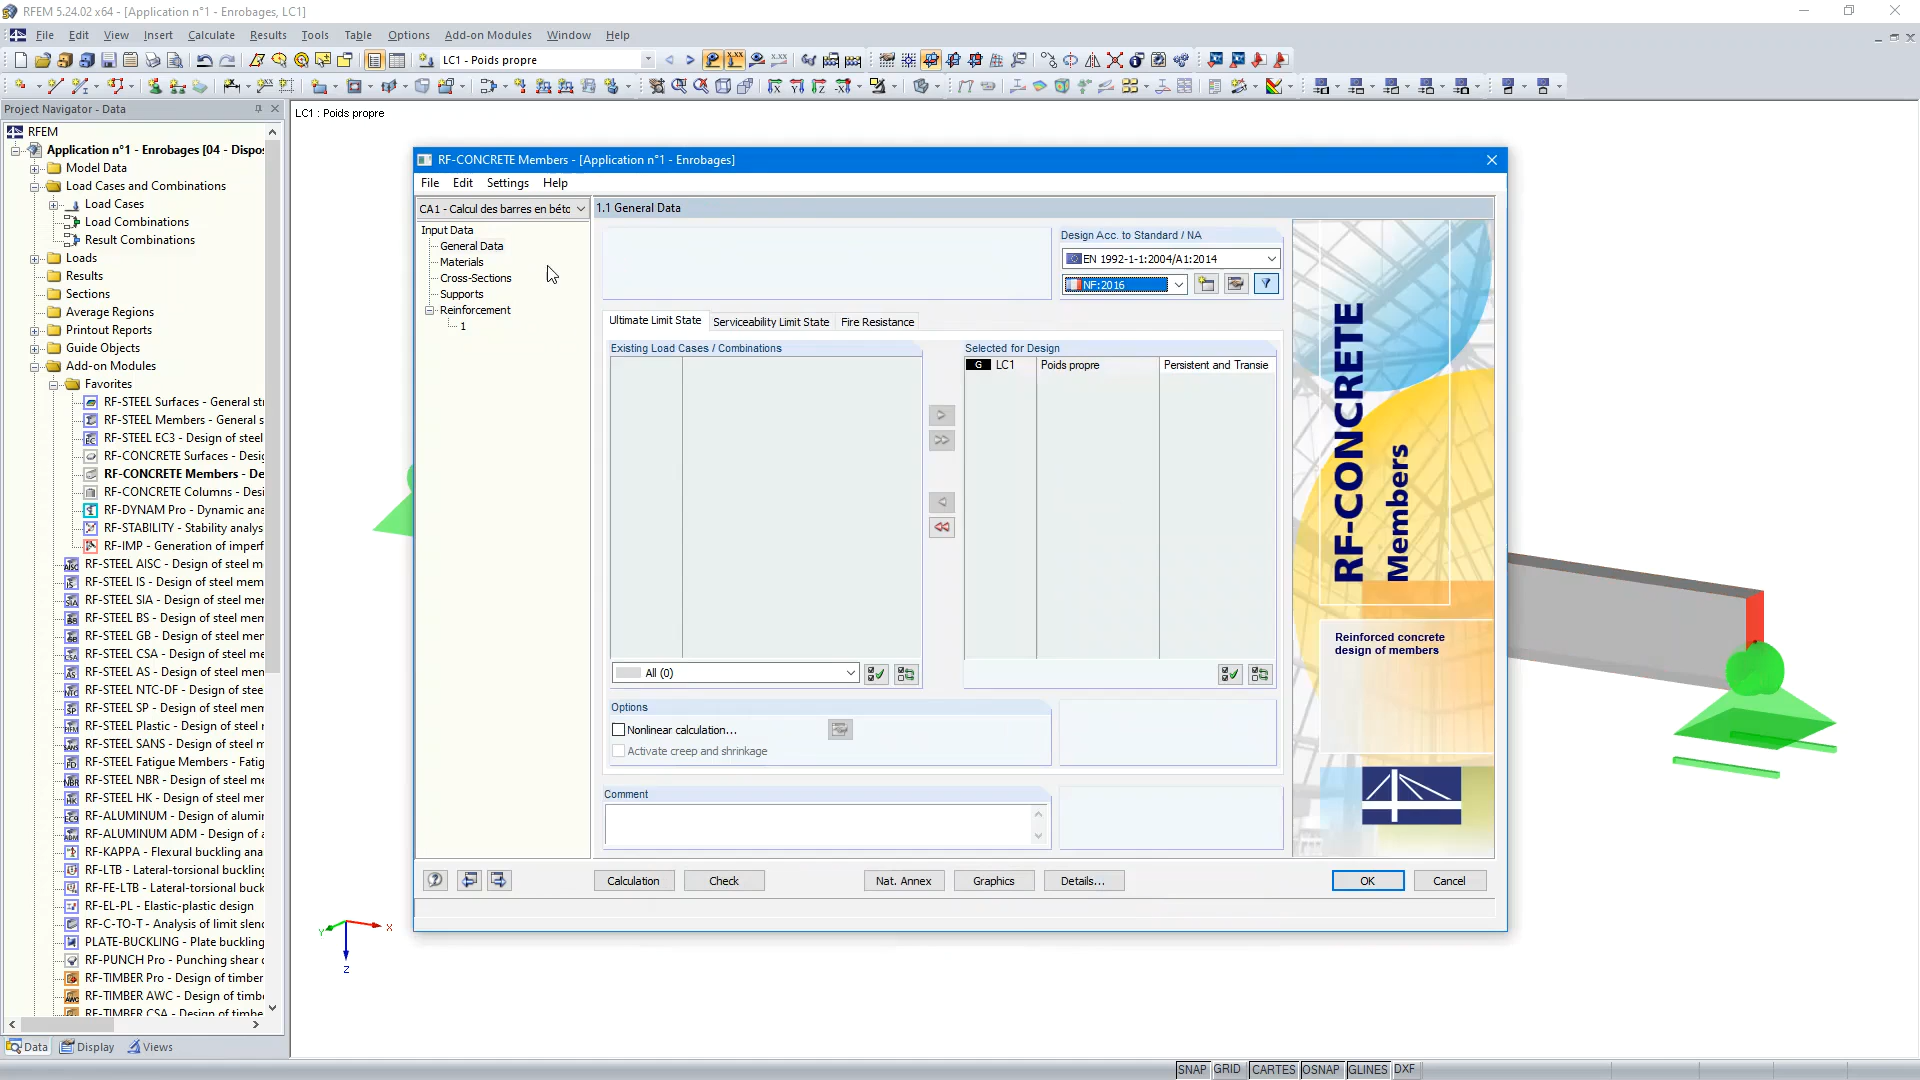 RFEM 5.24.02 x64 - [Application n°1 - Enrobages, LC1]
File Edit View Insert Calculate Results Tools Table Options Add-on Modules Window Help
LC1 - Poids propre
Project Navigator - Data
RFEM
Application n°1 - Enrobages [04 - Dispos
Model Data
Load Cases and Combinations
Load Cases
Load Combinations
Result Combinations
Loads
Results
Sections
Average Regions
Printout Reports
Guide Objects
Add-on Modules
Favorites
RF-STEEL Surfaces - General str
RF-STEEL Members - General s
RF-STEEL EC3 - Design of steel
RF-CONCRETE Surfaces - Desig
RF-CONCRETE Members - De
RF-CONCRETE Columns - Desi
RF-DYNAM Pro - Dynamic ana
RF-STABILITY - Stability analys
RF-IMP - Generation of imperf
RF-STEEL AISC - Design of steel m
RF-STEEL IS - Design of steel mem
RF-STEEL SIA - Design of steel mer
RF-STEEL BS - Design of steel mer
RF-STEEL GB - Design of steel mer
RF-STEEL CSA - Design of steel me
RF-STEEL AS - Design of steel mer
RF-STEEL NTC-DF - Design of stee
RF-STEEL SP - Design of steel mer
RF-STEEL Plastic - Design of steel r
RF-STEEL SANS - Design of steel m
RF-STEEL Fatigue Members - Fatig
RF-STEEL NBR - Design of steel me
RF-STEEL HK - Design of steel mer
RF-ALUMINUM - Design of alumir
RF-ALUMINUM ADM - Design of a
RF-KAPPA - Flexural buckling ana
RF-LTB - Lateral-torsional buckling
RF-FE-LTB - Lateral-torsional buck
RF-EL-PL - Elastic-plastic design
RF-C-TO-T - Analysis of limit slenc
PLATE-BUCKLING - Plate buckling
RF-PUNCH Pro - Punching shear d
RF-TIMBER Pro - Design of timber
RF-TIMBER AWC - Design of timbe
RF-TIMBER CSA - Design of timbe
Data Display Views
LC1 : Poids propre
RF-CONCRETE Members - [Application n°1 - Enrobages]
File Edit Settings Help
CA1 - Calcul des barres en béto
Input Data
General Data
Materials
Cross-Sections
Supports
Reinforcement
1
1.1 General Data
Design Acc. to Standard / NA
EN 1992-1-1:2004/A1:2014
NF:2016
Ultimate Limit State Serviceability Limit State Fire Resistance
Existing Load Cases / Combinations
Selected for Design
G LC1 Poids propre Persistent and Transie
All (0)
Options
Nonlinear calculation...
Activate creep and shrinkage
Comment
RF-CONCRETE
Members
Reinforced concrete
design of members
Calculation Check Nat. Annex Graphics Details... OK Cancel
X
Y
Z
SNAP GRID CARTES OSNAP GLINES DXF